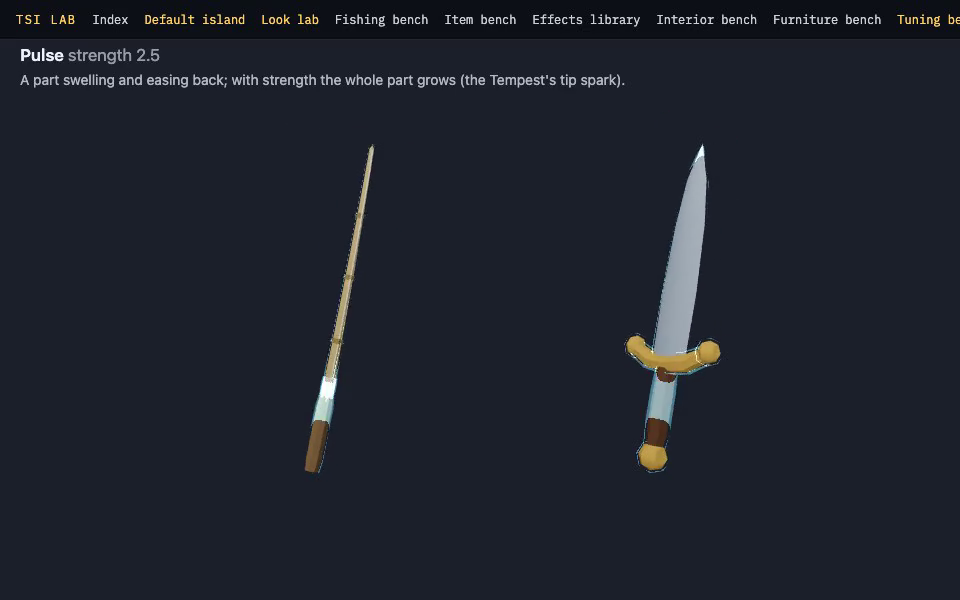 TSI LAB Index Default island Look lab Fishing bench Item bench Effects library Interior bench Furniture bench Tuning be
Pulse strength 2.5
A part swelling and easing back; with strength the whole part grows (the Tempest's tip spark).